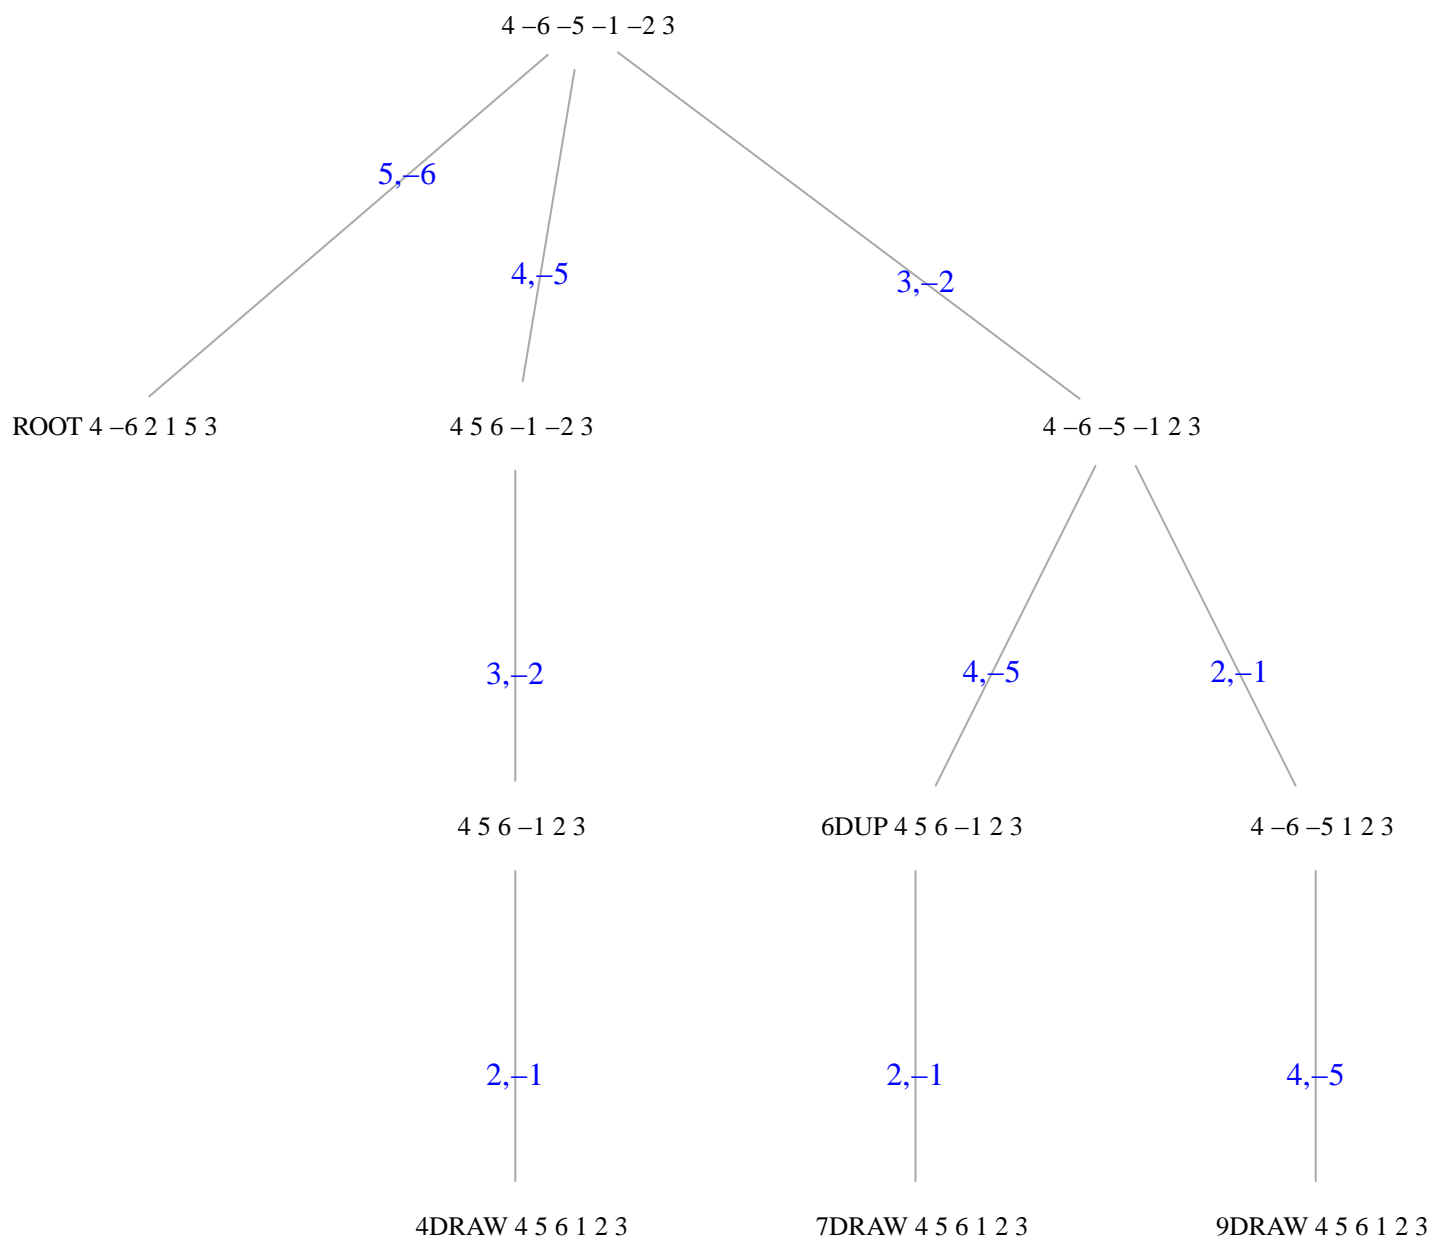 4 –6 –5 –1 –2 3
5,–6
4,–5
3,–2
ROOT 4 –6 2 1 5 3
4 5 6 –1 –2 3
4 –6 –5 –1 2 3
3,–2
4,–5
2,–1
4 5 6 –1 2 3
6DUP 4 5 6 –1 2 3
4 –6 –5 1 2 3
2,–1
2,–1
4,–5
4DRAW 4 5 6 1 2 3
7DRAW 4 5 6 1 2 3
9DRAW 4 5 6 1 2 3